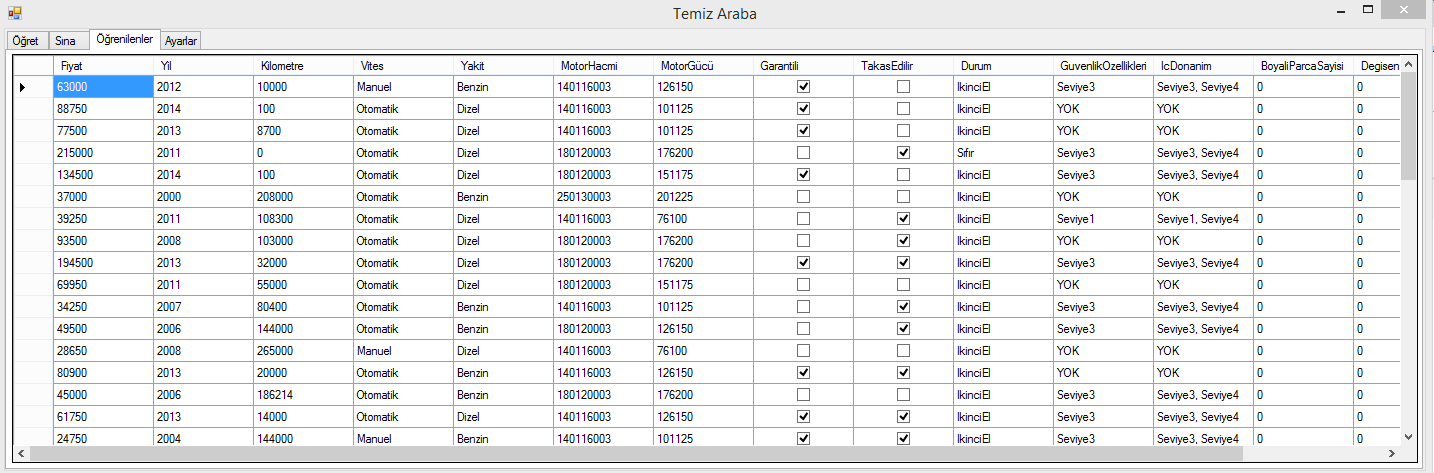 Temiz Araba
Öğret Sına Öğrenilenler Ayarlar
Fiyat Yil Kilometre Vites Yakit MotorHacmi MotorGücü Garantili TakasEdilir Durum GuvenlikOzellikleri IcDonanim BoyaliParcaSayisi Degisen
63000 2012 10000 Manuel Benzin 140116003 126150 IkinciEl Seviye3 Seviye3, Seviye4 0 0
88750 2014 100 Otomatik Dizel 140116003 101125 IkinciEl YOK YOK 0 0
77500 2013 8700 Otomatik Dizel 140116003 101125 IkinciEl YOK YOK 0 0
215000 2011 0 Otomatik Dizel 180120003 176200 Sıfır Seviye3 Seviye3, Seviye4 0 0
134500 2014 100 Otomatik Dizel 180120003 151175 IkinciEl Seviye3 Seviye3, Seviye4 0 0
37000 2000 208000 Otomatik Benzin 250130003 201225 IkinciEl YOK YOK 0 0
39250 2011 108300 Otomatik Dizel 140116003 76100 IkinciEl Seviye1 Seviye1, Seviye4 0 0
93500 2008 103000 Otomatik Dizel 180120003 176200 IkinciEl YOK YOK 0 0
194500 2013 32000 Otomatik Dizel 180120003 176200 IkinciEl Seviye3 Seviye3, Seviye4 0 0
69950 2011 55000 Otomatik Dizel 180120003 151175 IkinciEl YOK YOK 0 0
34250 2007 80400 Otomatik Benzin 140116003 101125 IkinciEl Seviye3 Seviye3, Seviye4 0 0
49500 2006 144000 Otomatik Benzin 180120003 126150 IkinciEl Seviye3 Seviye3, Seviye4 0 0
28650 2008 265000 Manuel Dizel 140116003 76100 IkinciEl YOK YOK 0 0
80900 2013 20000 Otomatik Benzin 140116003 126150 IkinciEl YOK YOK 0 0
45000 2006 186214 Otomatik Benzin 180120003 176200 IkinciEl Seviye3 Seviye3, Seviye4 0 0
61750 2013 14000 Otomatik Dizel 140116003 126150 IkinciEl Seviye3 Seviye3, Seviye4 0 0
24750 2004 144000 Manuel Benzin 140116003 101125 IkinciEl Seviye3 Seviye3, Seviye4 0 0